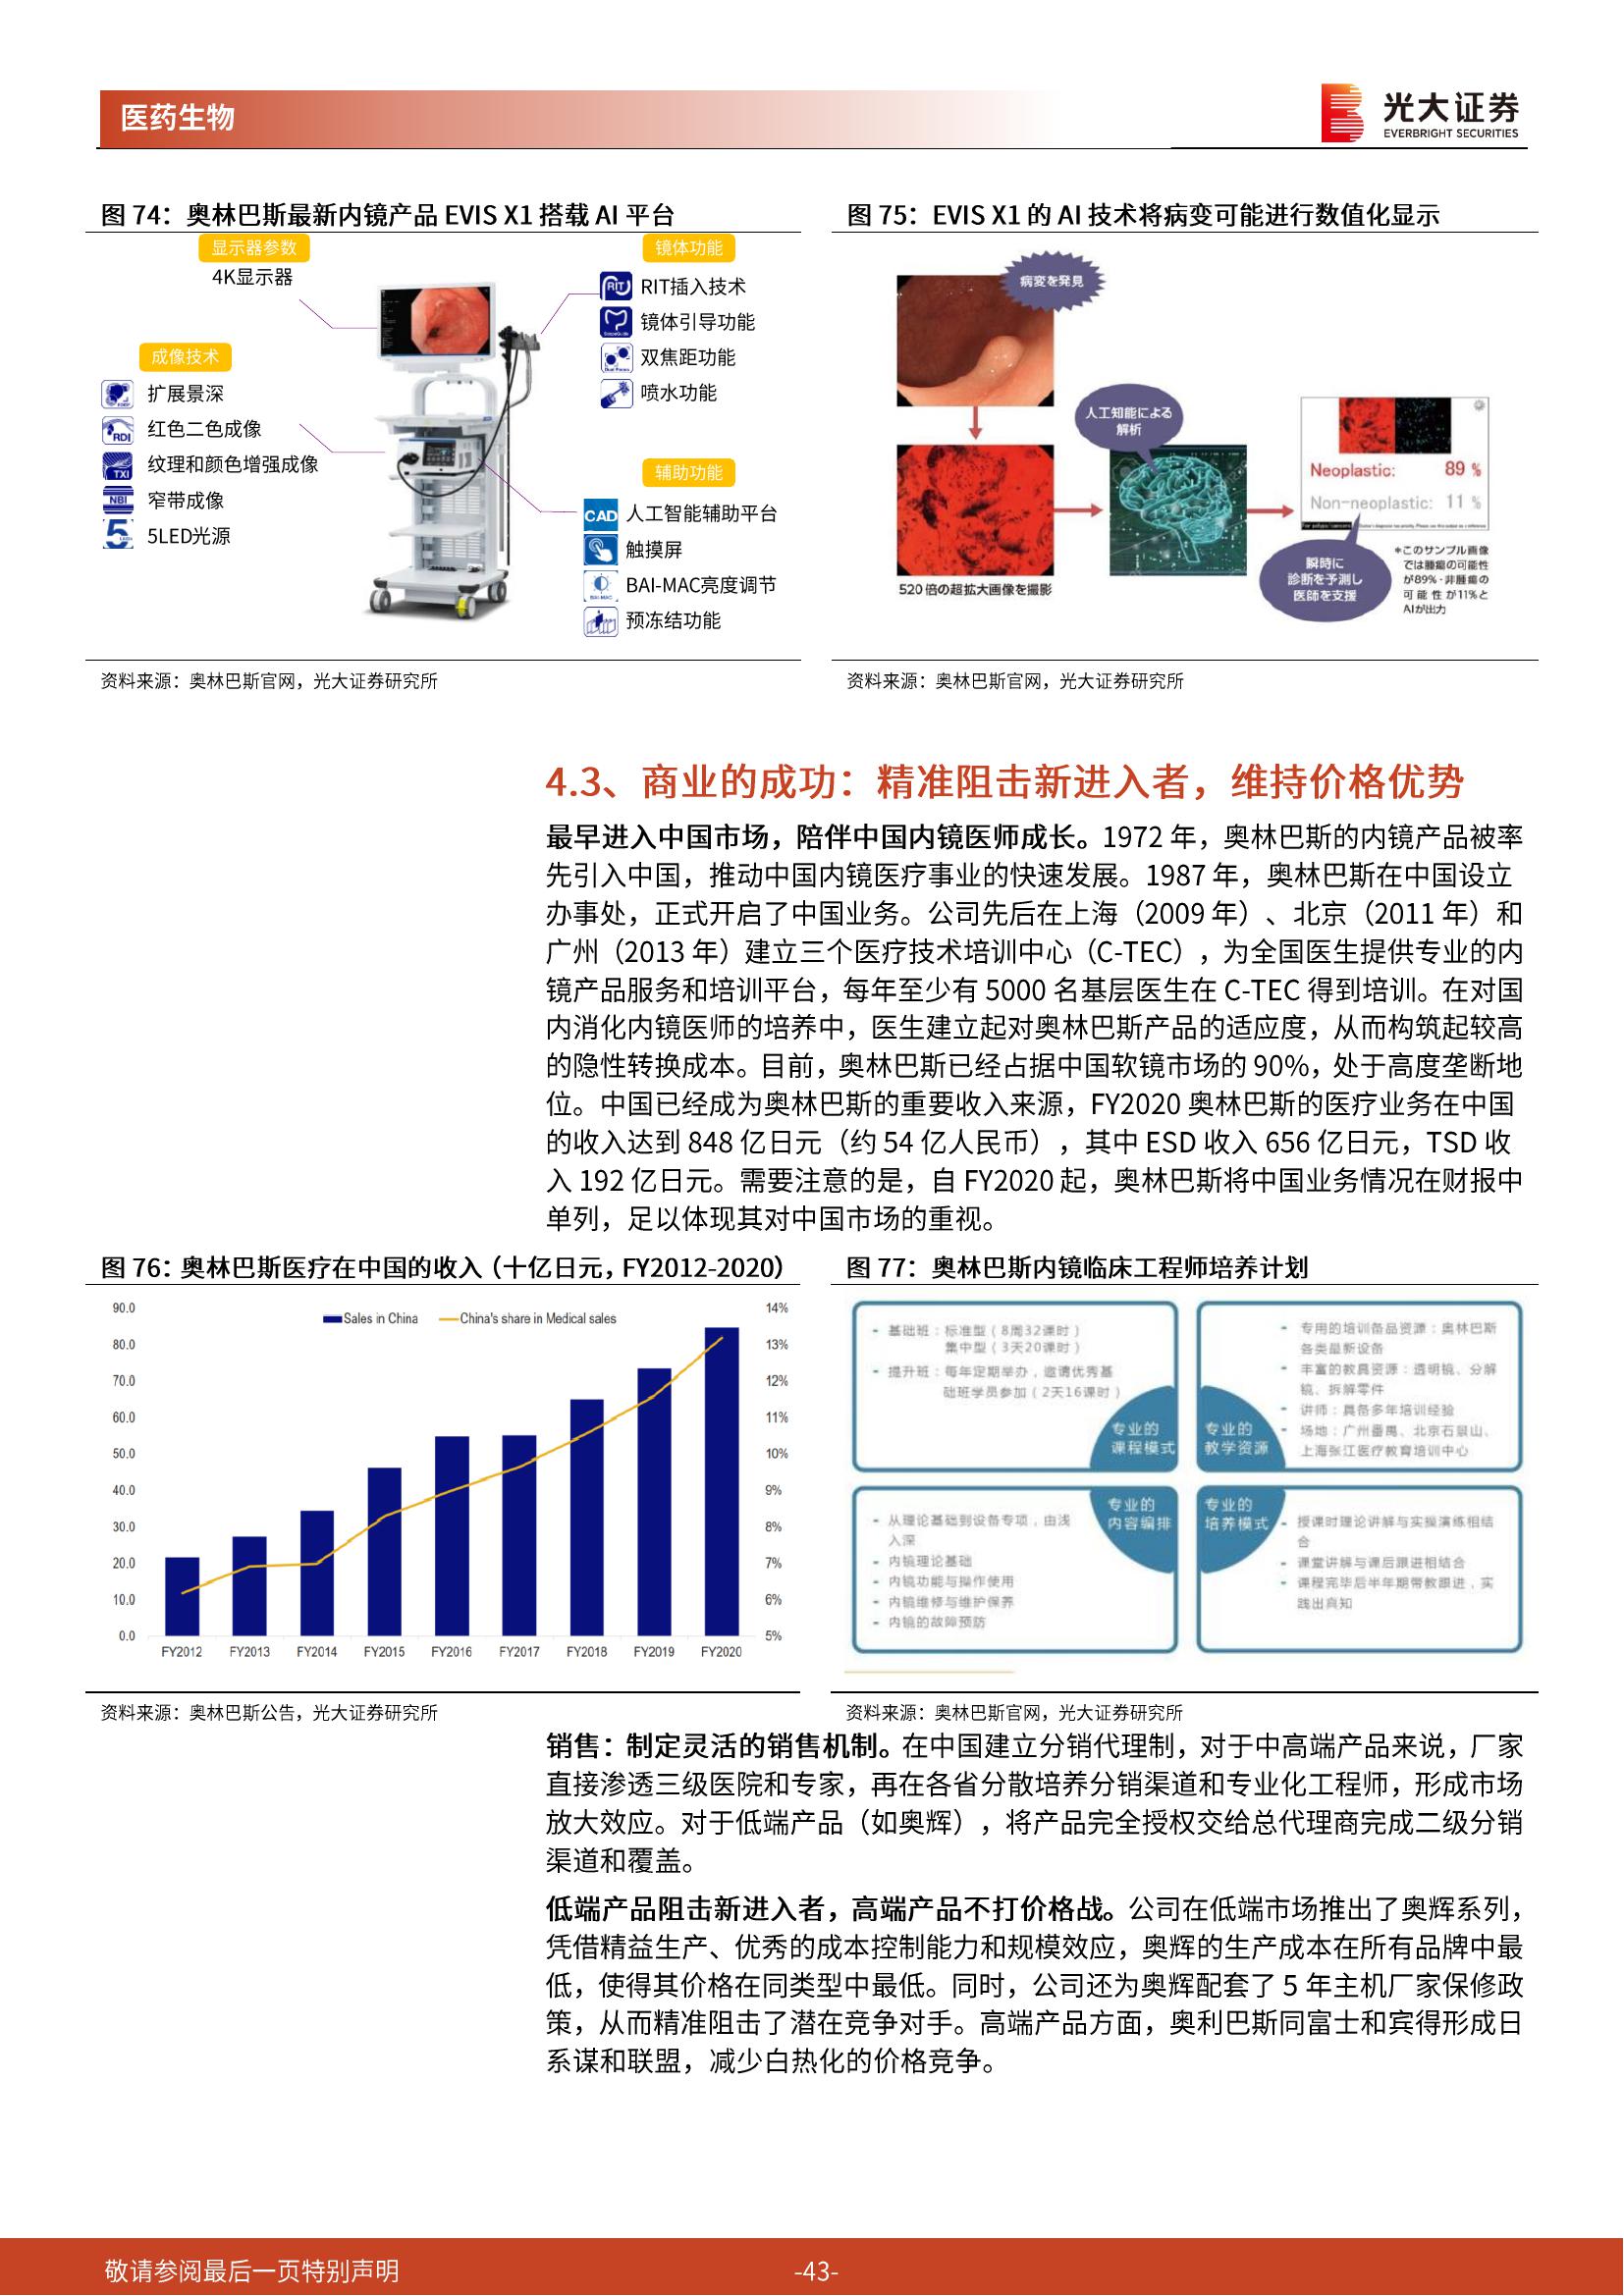 医药生物
光大证券
EVERBRIGHT SECURITIES
图 74：奥林巴斯最新内镜产品 EVIS X1 搭载 AI 平台
显示器参数
4K显示器
成像技术
扩展景深
RDI 红色二色成像
TXI 纹理和颜色增强成像
NBI 窄带成像
5 5LED光源
镜体功能
RIT RIT插入技术
镜体引导功能
双焦距功能
喷水功能
辅助功能
CAD 人工智能辅助平台
触摸屏
BAI-MAC亮度调节
预冻结功能
资料来源：奥林巴斯官网，光大证券研究所
图 75：EVIS X1 的 AI 技术将病变可能进行数值化显示
病変を発見
人工知能による
解析
520 倍の超拡大画像を撮影
Neoplastic: 89 %
Non-neoplastic: 11 %
瞬時に
診断を予測し
医師を支援
*このサンプル画像
では腫瘍の可能性
が89%・非腫瘍の
可能性が11%と
AIが出力
资料来源：奥林巴斯官网，光大证券研究所
4.3、商业的成功：精准阻击新进入者，维持价格优势
最早进入中国市场，陪伴中国内镜医师成长。1972 年，奥林巴斯的内镜产品被率
先引入中国，推动中国内镜医疗事业的快速发展。1987 年，奥林巴斯在中国设立
办事处，正式开启了中国业务。公司先后在上海（2009 年）、北京（2011 年）和
广州（2013 年）建立三个医疗技术培训中心（C-TEC），为全国医生提供专业的内
镜产品服务和培训平台，每年至少有 5000 名基层医生在 C-TEC 得到培训。在对国
内消化内镜医师的培养中，医生建立起对奥林巴斯产品的适应度，从而构筑起较高
的隐性转换成本。目前，奥林巴斯已经占据中国软镜市场的 90%，处于高度垄断地
位。中国已经成为奥林巴斯的重要收入来源，FY2020 奥林巴斯的医疗业务在中国
的收入达到 848 亿日元（约 54 亿人民币），其中 ESD 收入 656 亿日元，TSD 收
入 192 亿日元。需要注意的是，自 FY2020 起，奥林巴斯将中国业务情况在财报中
单列，足以体现其对中国市场的重视。
图 76：奥林巴斯医疗在中国的收入（十亿日元，FY2012-2020）
Sales in China China's share in Medical sales
90.0 14%
80.0 13%
70.0 12%
60.0 11%
50.0 10%
40.0 9%
30.0 8%
20.0 7%
10.0 6%
0.0 5%
FY2012 FY2013 FY2014 FY2015 FY2016 FY2017 FY2018 FY2019 FY2020
资料来源：奥林巴斯公告，光大证券研究所
图 77：奥林巴斯内镜临床工程师培养计划
- 基础班：标准型（8周32课时）
集中型（3天20课时）
- 提升班：每年定期举办，邀请优秀基
础班学员参加（2天16课时）
专业的
课程模式
- 专用的培训备品资源：奥林巴斯
各类最新设备
- 丰富的教具资源：透明镜、分解
镜、拆解零件
- 讲师：具备多年培训经验
- 场地：广州番禺、北京石景山、
上海张江医疗教育培训中心
专业的
教学资源
专业的
内容编排
- 从理论基础到设备专项，由浅
入深
- 内镜理论基础
- 内镜功能与操作使用
- 内镜维修与维护保养
- 内镜的故障预防
专业的
培养模式
- 授课时理论讲解与实操演练相结
合
- 课堂讲解与课后跟进相结合
- 课程完毕后半年期带教跟进，实
践出真知
资料来源：奥林巴斯官网，光大证券研究所
销售：制定灵活的销售机制。在中国建立分销代理制，对于中高端产品来说，厂家
直接渗透三级医院和专家，再在各省分散培养分销渠道和专业化工程师，形成市场
放大效应。对于低端产品（如奥辉），将产品完全授权交给总代理商完成二级分销
渠道和覆盖。
低端产品阻击新进入者，高端产品不打价格战。公司在低端市场推出了奥辉系列，
凭借精益生产、优秀的成本控制能力和规模效应，奥辉的生产成本在所有品牌中最
低，使得其价格在同类型中最低。同时，公司还为奥辉配套了 5 年主机厂家保修政
策，从而精准阻击了潜在竞争对手。高端产品方面，奥利巴斯同富士和宾得形成日
系谋和联盟，减少白热化的价格竞争。
敬请参阅最后一页特别声明
-43-